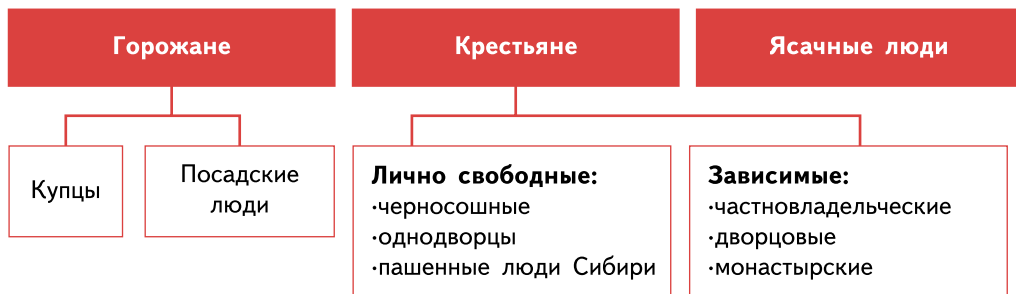 Горожане
Крестьяне
Ясачные люди
Купцы
Посадские
люди
Лично свободные:
·черносошные
·однодворцы
·пашенные люди Сибири
Зависимые:
·частновладельческие
·дворцовые
·монастырские